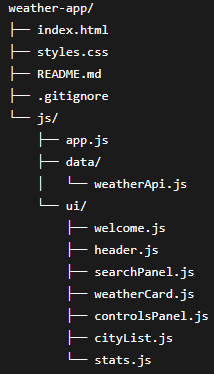 weather-app/
├── index.html
├── styles.css
├── README.md
├── .gitignore
└── js/
    ├── app.js
    ├── data/
    │   └── weatherApi.js
    └── ui/
        ├── welcome.js
        ├── header.js
        ├── searchPanel.js
        ├── weatherCard.js
        ├── controlsPanel.js
        ├── cityList.js
        └── stats.js